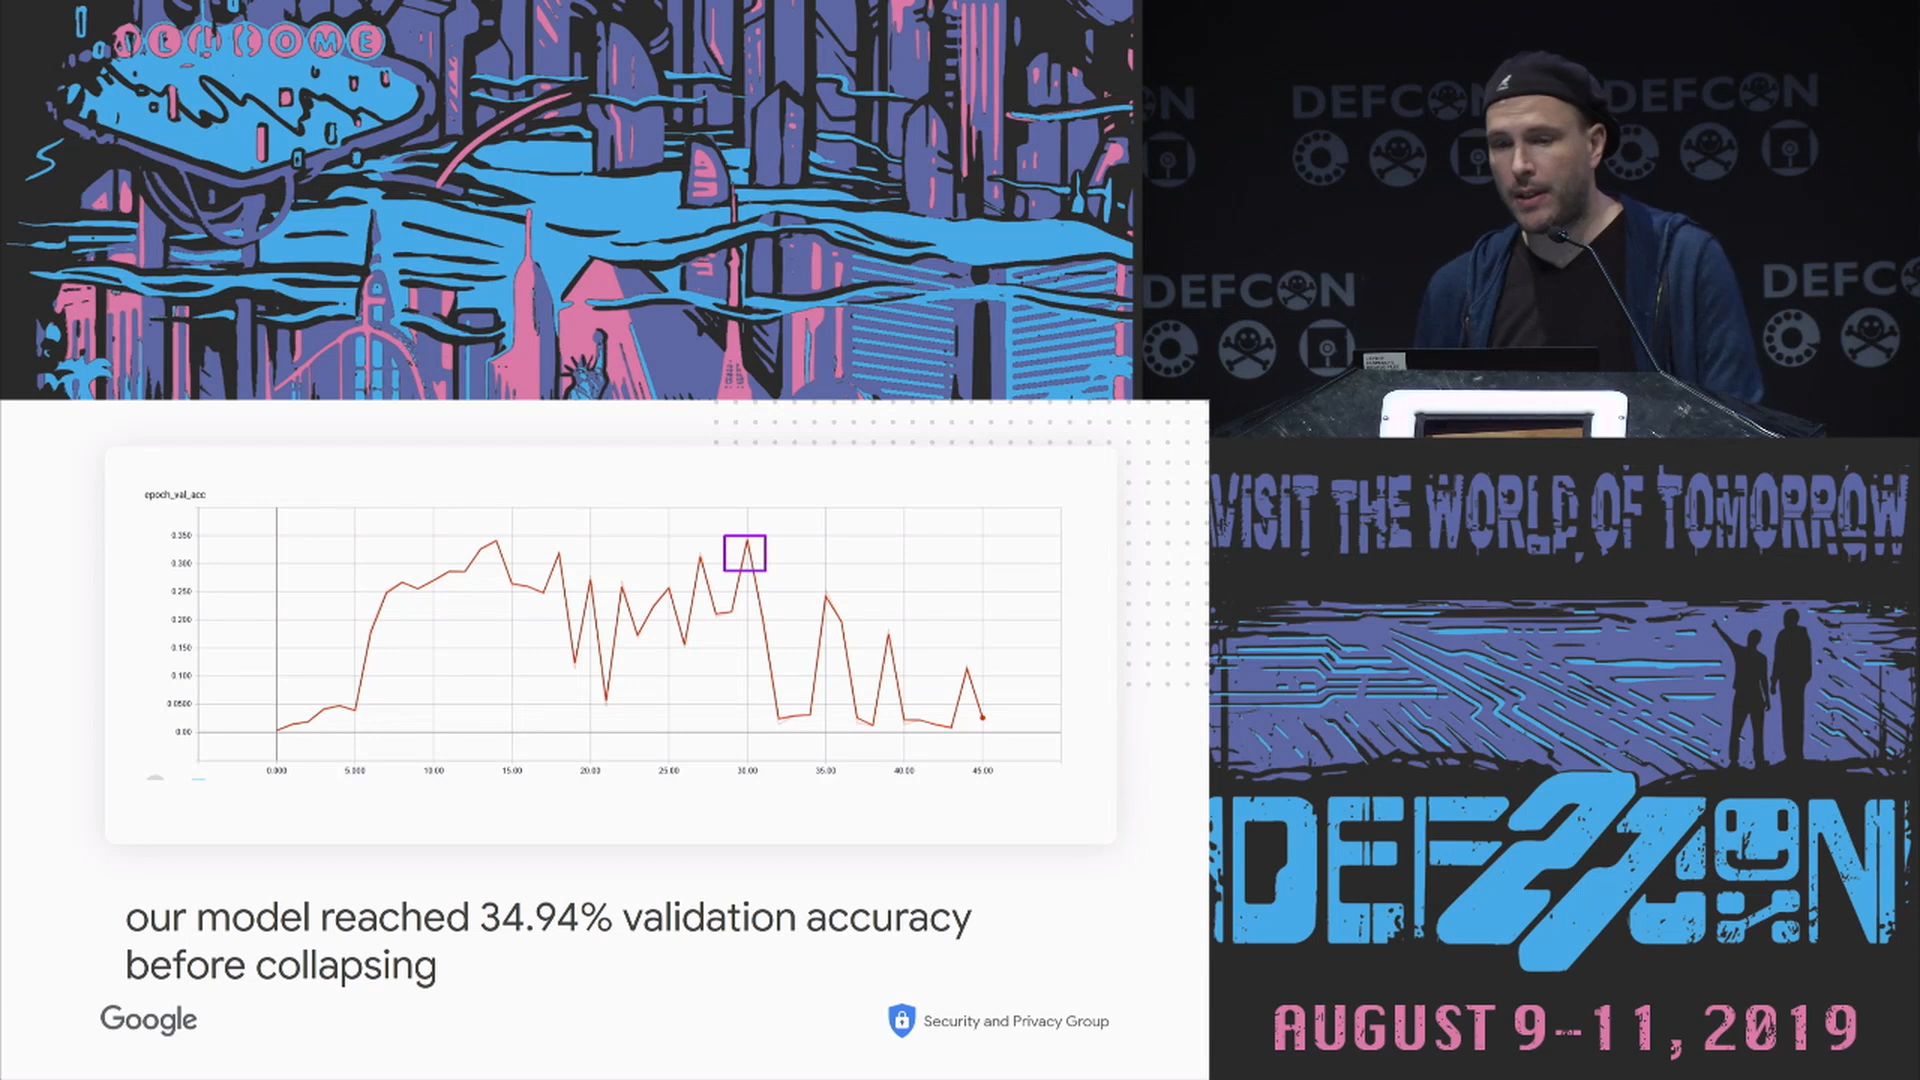 WELCOME
DEFCON
DEFCON
DEFCON
DEFCON
epoch_val_acc
0.350
0.300
0.250
0.200
0.150
0.100
0.0500
0.00
0.000 5.000 10.00 15.00 20.00 25.00 30.00 35.00 40.00 45.00
our model reached 34.94% validation accuracy
before collapsing
Google
Security and Privacy Group
VISIT THE WORLD OF TOMORROW
DEF27CON
AUGUST 9-11, 2019